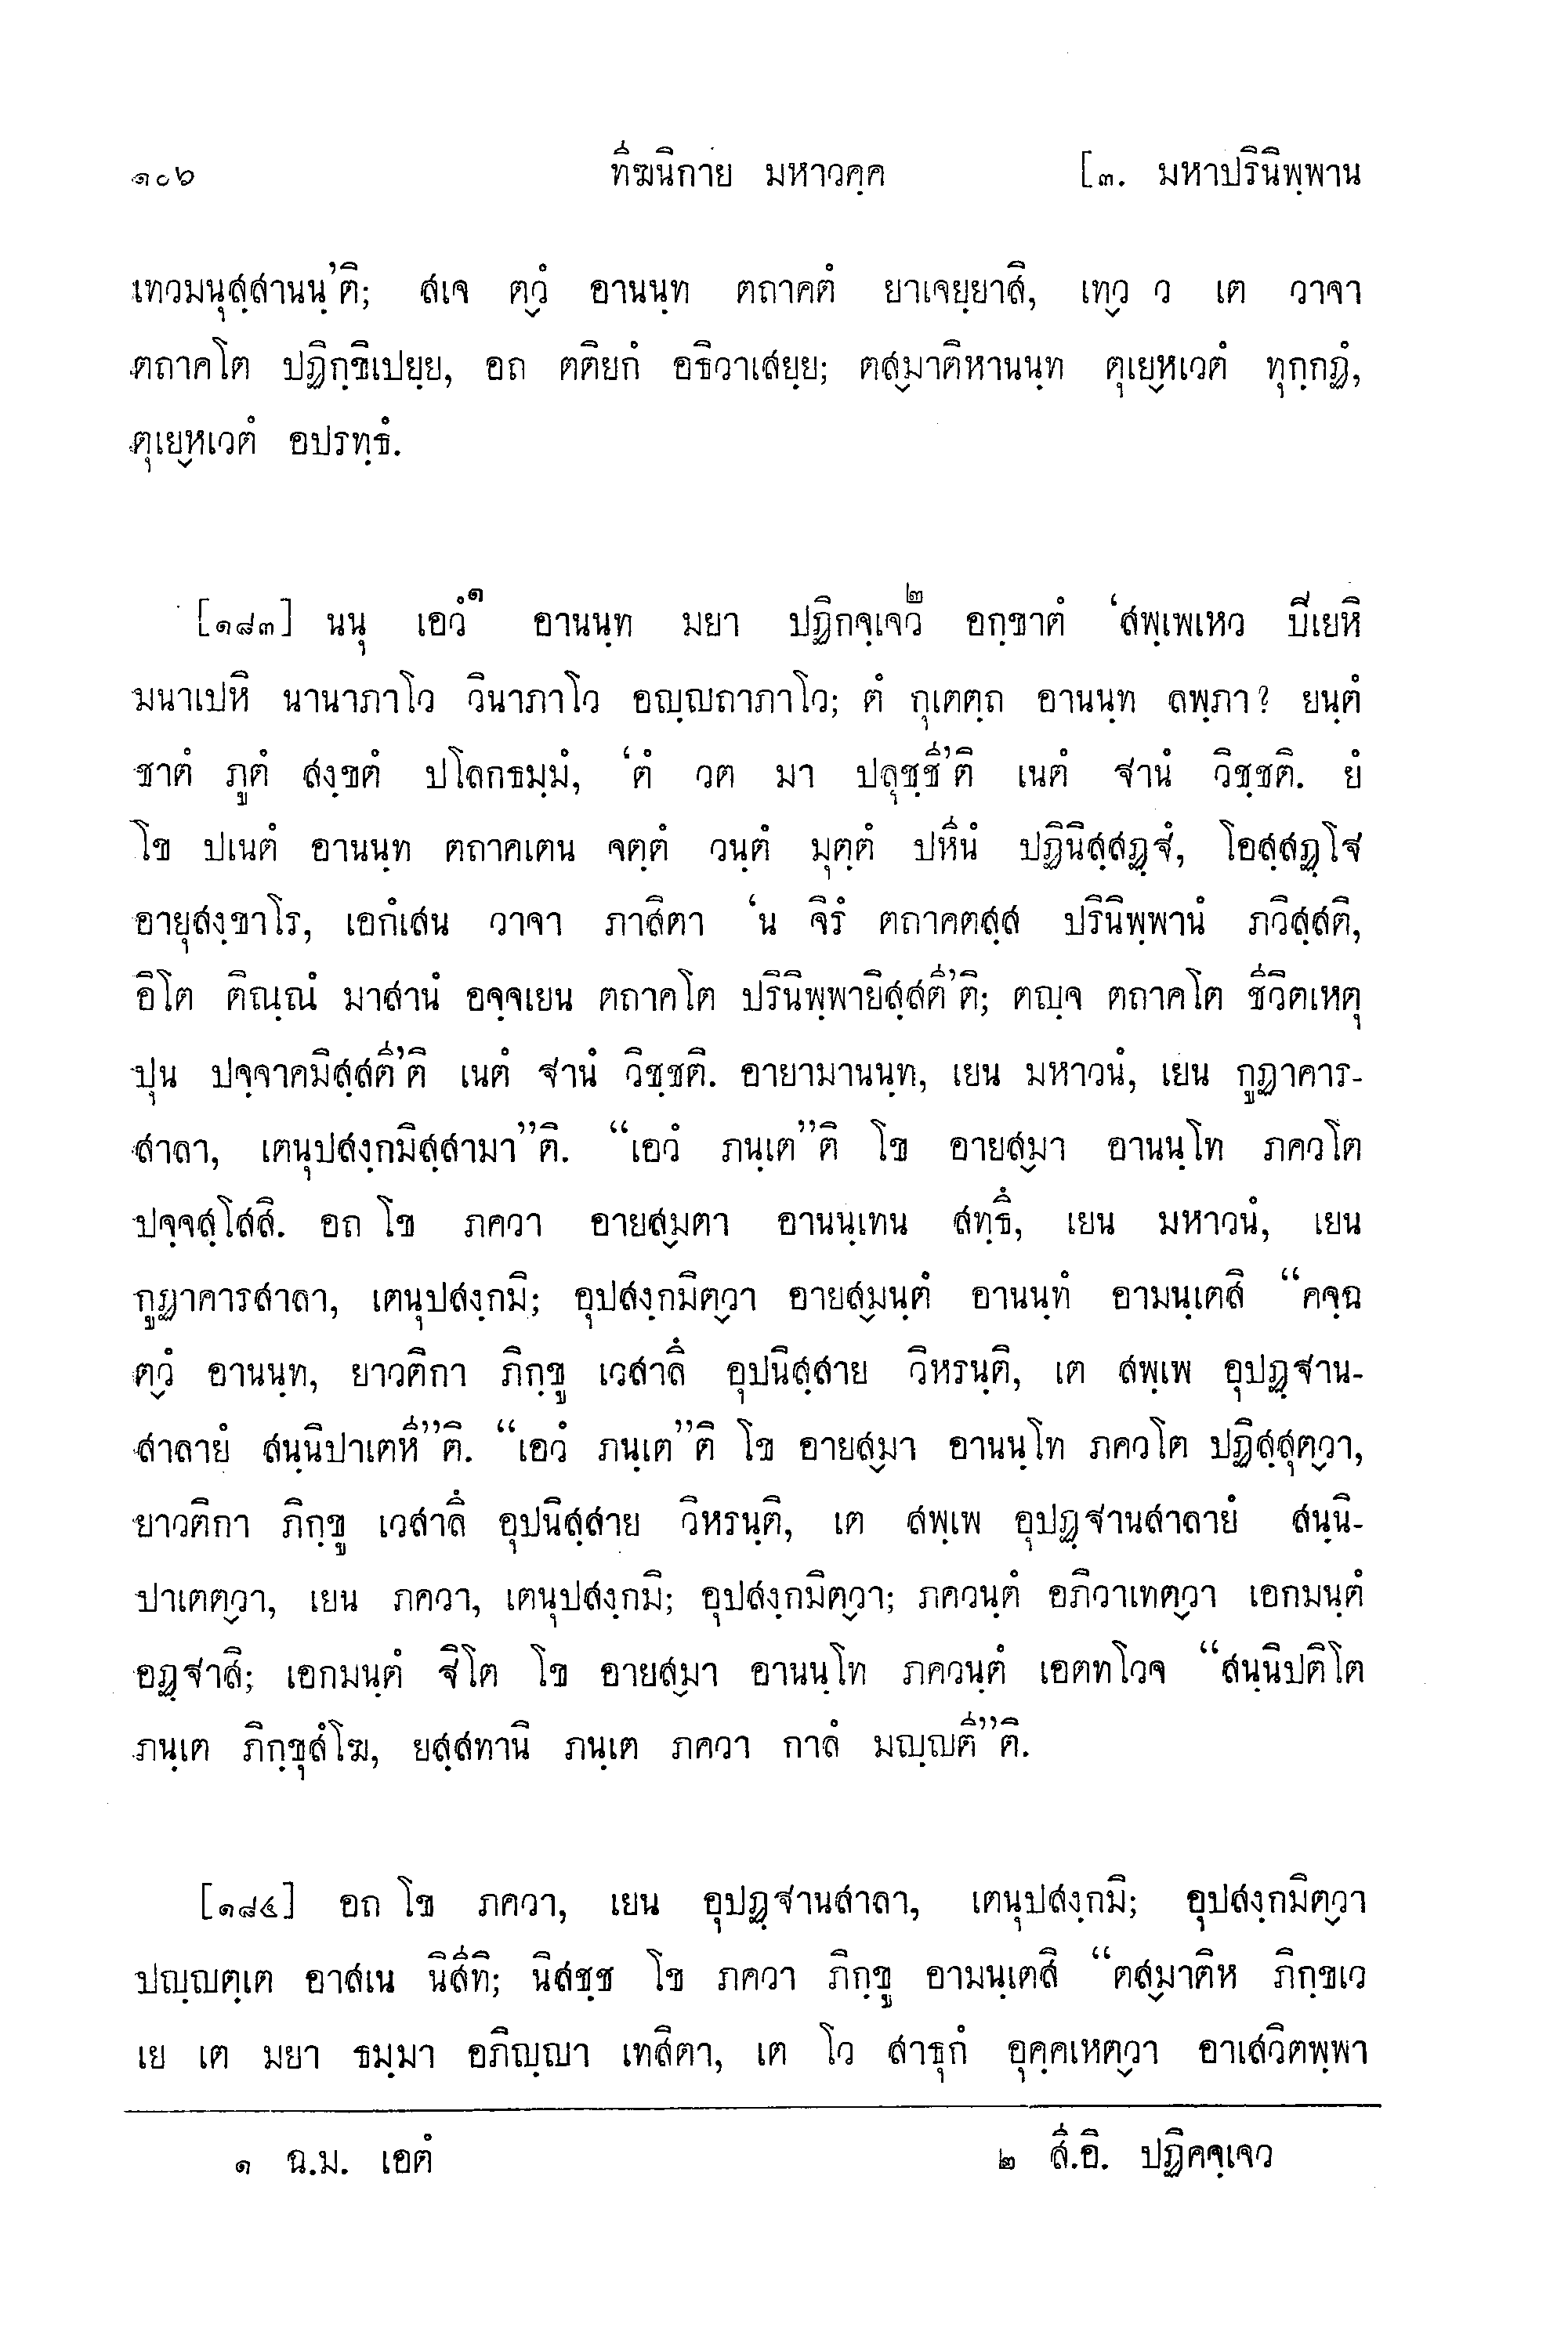 ๑๐๖ ทีฆนิกาย มหาวคฺค [๓. มหาปรินิพฺพาน
เทวมนุสฺสานนฺ’ติ; สเจ ตฺวํ อานนฺท ตถาคตํ ยาเจยฺยาสิ, เทฺว ว เต วาจา
ตถาคโต ปฏิกฺขิเปยฺย, อถ ตติยกํ อธิวาเสยฺย; ตสฺมาติหานนฺท ตุเยฺหเวตํ ทุกฺกฏํ,
ตุเยฺหเวตํ อปรทฺธํ.
[๑๘๓] นนุ เอวํ๑ อานนฺท มยา ปฏิกจฺเจว๒ อกฺขาตํ ‘สพฺเพเหว ปิเยหิ
มนาเปหิ นานาภาโว วินาภาโว อญฺญถาภาโว; ตํ กุเตตฺถ อานนฺท ลพฺภา? ยนฺตํ
ชาตํ ภูตํ สงฺขตํ ปโลกธมฺมํ, ‘ตํ วต มา ปลุชฺชี’ติ เนตํ ฐานํ วิชฺชติ. ยํ
โข ปเนตํ อานนฺท ตถาคเตน จตฺตํ วนฺตํ มุตฺตํ ปหีนํ ปฏินิสฺสฏฺฐํ, โอสฺสฏฺโฐ
อายุสงฺขาโร, เอกํเสน วาจา ภาสิตา ‘น จิรํ ตถาคตสฺส ปรินิพฺพานํ ภวิสฺสติ,
อิโต ติณฺณํ มาสานํ อจฺจเยน ตถาคโต ปรินิพฺพายิสฺสตี’ติ; ตญฺจ ตถาคโต ชีวิตเหตุ
ปุน ปจฺจาคมิสฺสตี’ติ เนตํ ฐานํ วิชฺชติ. อายามานนฺท, เยน มหาวนํ, เยน กูฏาคาร-
สาลา, เตนุปสงฺกมิสฺสามา”ติ. “เอวํ ภนฺเต”ติ โข อายสฺมา อานนฺโท ภควโต
ปจฺจสฺโสสิ. อถ โข ภควา อายสฺมตา อานนฺเทน สทฺธึ, เยน มหาวนํ, เยน
กูฏาคารสาลา, เตนุปสงฺกมิ; อุปสงฺกมิตฺวา อายสฺมนฺตํ อานนฺทํ อามนฺเตสิ “คจฺฉ
ตฺวํ อานนฺท, ยาวติกา ภิกฺขู เวสาลึ อุปนิสฺสาย วิหรนฺติ, เต สพฺเพ อุปฏฺฐาน-
สาลายํ สนฺนิปาเตหี”ติ. “เอวํ ภนฺเต”ติ โข อายสฺมา อานนฺโท ภควโต ปฏิสฺสุตฺวา,
ยาวติกา ภิกฺขู เวสาลึ อุปนิสฺสาย วิหรนฺติ, เต สพฺเพ อุปฏฺฐานสาลายํ สนฺนิ-
ปาเตตฺวา, เยน ภควา, เตนุปสงฺกมิ; อุปสงฺกมิตฺวา; ภควนฺตํ อภิวาเทตฺวา เอกมนฺตํ
อฏฺฐาสิ; เอกมนฺตํ ฐิโต โข อายสฺมา อานนฺโท ภควนฺตํ เอตทโวจ “สนฺนิปติโต
ภนฺเต ภิกฺขุสํโฆ, ยสฺสทานิ ภนฺเต ภควา กาลํ มญฺญตี”ติ.
[๑๘๔] อถ โข ภควา, เยน อุปฏฺฐานสาลา, เตนุปสงฺกมิ; อุปสงฺกมิตฺวา
ปญฺญตฺเต อาสเน นิสีทิ; นิสชฺช โข ภควา ภิกฺขู อามนฺเตสิ “ตสฺมาติห ภิกฺขเว
เย เต มยา ธมฺมา อภิญฺญา เทสิตา, เต โว สาธุกํ อุคฺคเหตฺวา อาเสวิตพฺพา
๑ ฉ.ม. เอตํ ๒ สี.อิ. ปฏิคจฺเจว